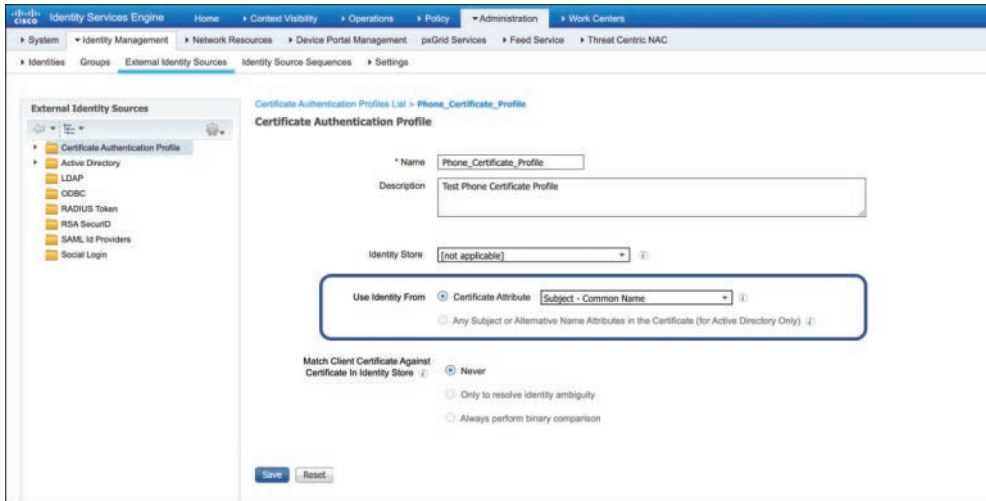 cisco Identity Services Engine Home Context Visibility Operations Policy Administration Work Centers
System Identity Management Network Resources Device Portal Management pxGrid Services Feed Service Threat Centric NAC
Identities Groups External Identity Sources Identity Source Sequences Settings
External Identity Sources
Certificate Authentication Profile
Active Directory
LDAP
ODBC
RADIUS Token
RSA SecurID
SAML Id Providers
Social Login
Certificate Authentication Profiles List > Phone_Certificate_Profile
Certificate Authentication Profile
* Name Phone_Certificate_Profile
Description Test Phone Certificate Profile
Identity Store [not applicable]
Use Identity From Certificate Attribute Subject - Common Name
Any Subject or Alternative Name Attributes in the Certificate (for Active Directory Only)
Match Client Certificate Against
Certificate In Identity Store Never
Only to resolve identity ambiguity
Always perform binary comparison
Save Reset